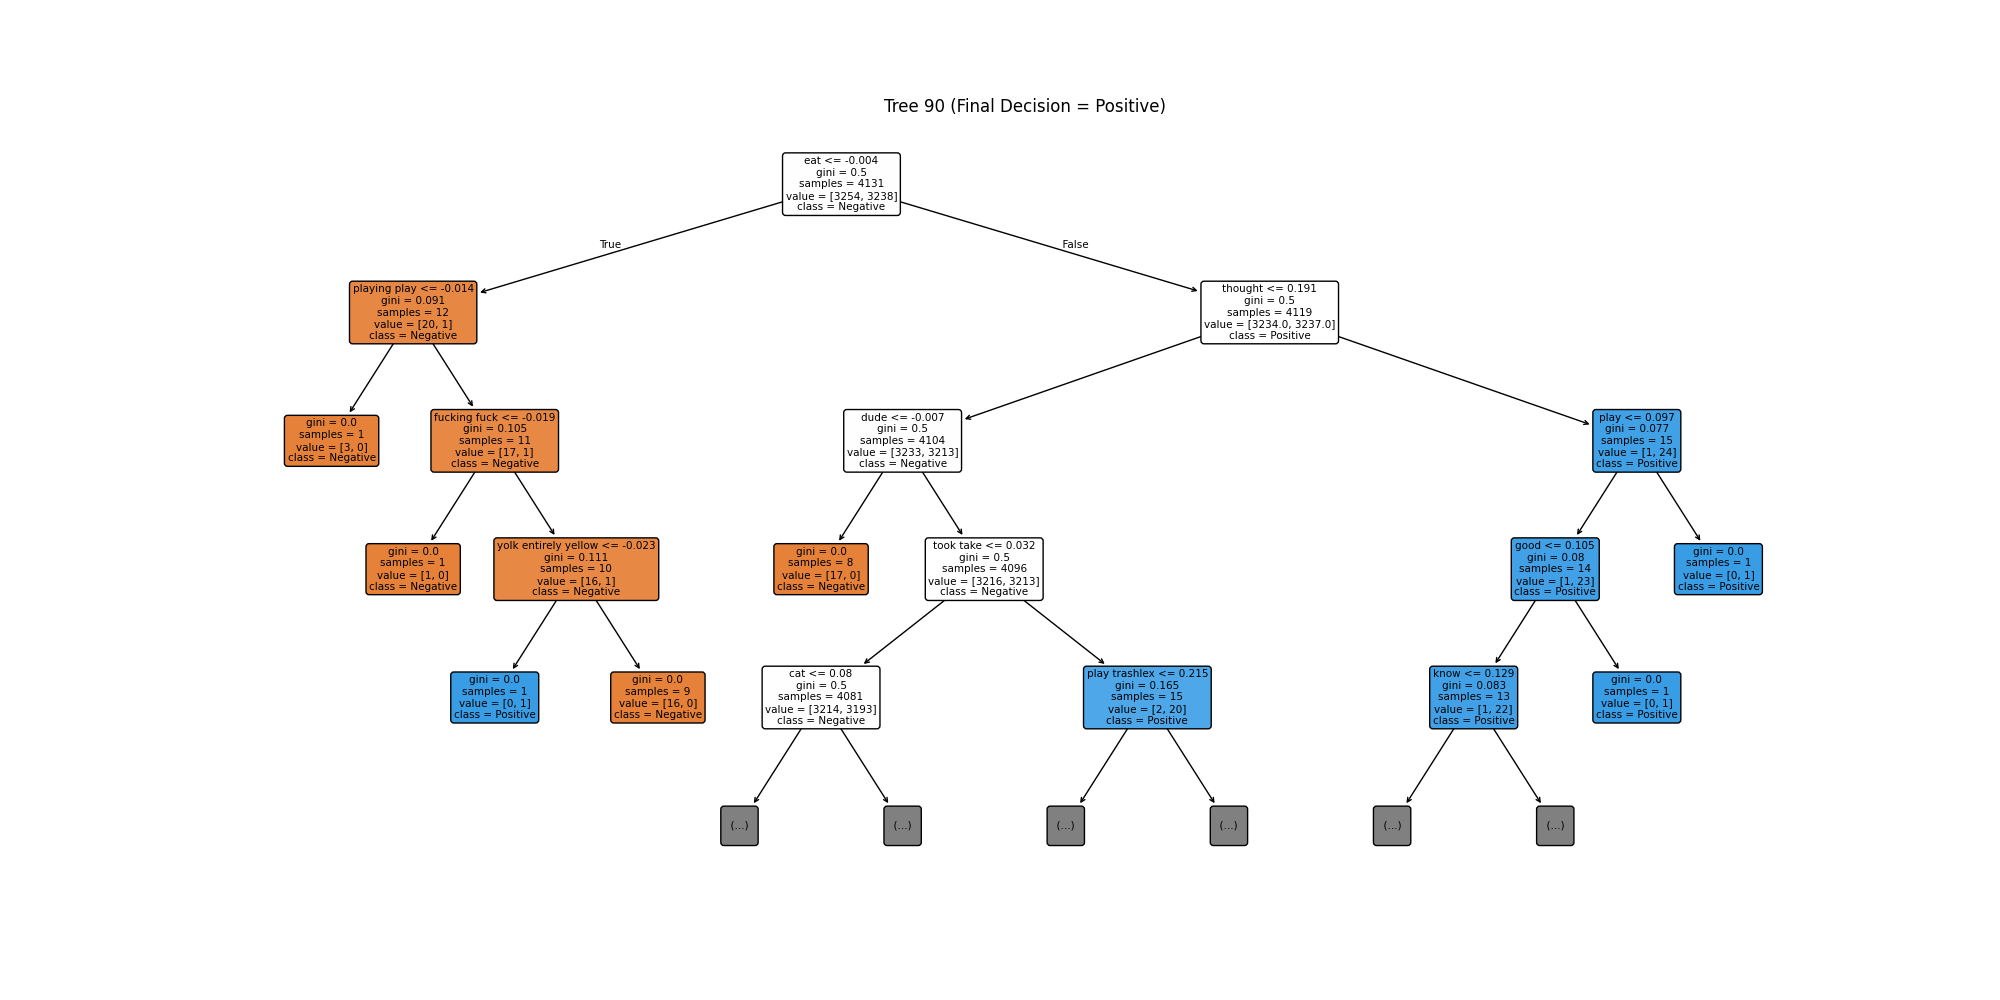 Tree 90 (Final Decision = Positive)
eat <= -0.004
gini = 0.5
samples = 4131
value = [3254, 3238]
class = Negative
True
False
playing play <= -0.014
gini = 0.091
samples = 12
value = [20, 1]
class = Negative
thought <= 0.191
gini = 0.5
samples = 4119
value = [3234.0, 3237.0]
class = Positive
gini = 0.0
samples = 1
value = [3, 0]
class = Negative
fucking fuck <= -0.019
gini = 0.105
samples = 11
value = [17, 1]
class = Negative
dude <= -0.007
gini = 0.5
samples = 4104
value = [3233, 3213]
class = Negative
play <= 0.097
gini = 0.077
samples = 15
value = [1, 24]
class = Positive
gini = 0.0
samples = 1
value = [1, 0]
class = Negative
yolk entirely yellow <= -0.023
gini = 0.111
samples = 10
value = [16, 1]
class = Negative
gini = 0.0
samples = 8
value = [17, 0]
class = Negative
took take <= 0.032
gini = 0.5
samples = 4096
value = [3216, 3213]
class = Negative
good <= 0.105
gini = 0.08
samples = 14
value = [1, 23]
class = Positive
gini = 0.0
samples = 1
value = [0, 1]
class = Positive
gini = 0.0
samples = 1
value = [0, 1]
class = Positive
gini = 0.0
samples = 9
value = [16, 0]
class = Negative
cat <= 0.08
gini = 0.5
samples = 4081
value = [3214, 3193]
class = Negative
play trashlex <= 0.215
gini = 0.165
samples = 15
value = [2, 20]
class = Positive
know <= 0.129
gini = 0.083
samples = 13
value = [1, 22]
class = Positive
gini = 0.0
samples = 1
value = [0, 1]
class = Positive
(...)
(...)
(...)
(...)
(...)
(...)